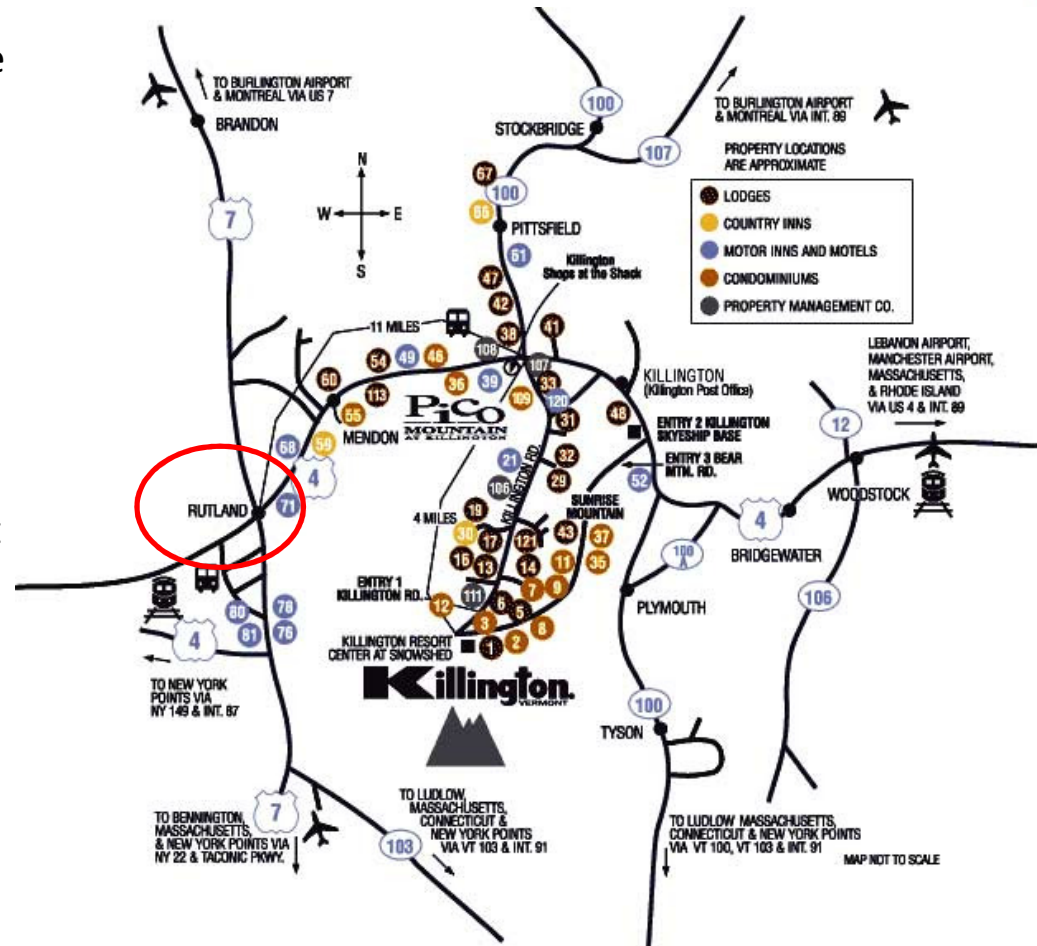 e
TO BURLINGTON AIRPORT
& MONTREAL VIA US 7
BRANDON
100
STOCKBRIDGE
107
TO BURLINGTON AIRPORT
& MONTREAL VIA INT. 89
PROPERTY LOCATIONS
ARE APPROXIMATE
LODGES
COUNTRY INNS
MOTOR INNS AND MOTELS
CONDOMINIUMS
PROPERTY MANAGEMENT CO.
N
W
E
S
7
67
100
PITTSFIELD
61
Killington
Shops at the Shack
47
42
38
41
11 MILES
108
107
54
49
46
60
113
36
39
33
109
120
55
MENDON
PiCO
MOUNTAIN
AT KILLINGTON
KILLINGTON
(Killington Post Office)
LEBANON AIRPORT,
MANCHESTER AIRPORT,
MASSACHUSETTS,
& RHODE ISLAND
VIA US 4 & INT. 89
12
48
ENTRY 2 KILLINGTON
SKYESHIP BASE
ENTRY 3 BEAR
MTN. RD.
31
68
59
4
21
32
KILLINGTON RD.
106
29
52
SUNRISE
MOUNTAIN
WOODSTOCK
RUTLAND
71
4 MILES
19
30
17
121
43
37
4
BRIDGEWATER
16
13
14
11
35
100
A
ENTRY 1
KILLINGTON RD.
7
9
12
111
6
5
PLYMOUTH
106
3
8
2
1
KILLINGTON RESORT
CENTER AT SNOWSHED
80
78
81
76
4
Killington.
VERMONT
TO NEW YORK
POINTS VIA
NY 149 & INT. 87
100
TYSON
7
TO BENNINGTON,
MASSACHUSETTS,
& NEW YORK POINTS VIA
NY 22 & TACONIC PKWY.
103
TO LUDLOW,
MASSACHUSETTS,
CONNECTICUT &
NEW YORK POINTS
VIA VT 103 & INT. 91
TO LUDLOW MASSACHUSETTS,
CONNECTICUT & NEW YORK POINTS
VIA VT 100, VT 103 & INT. 91
MAP NOT TO SCALE